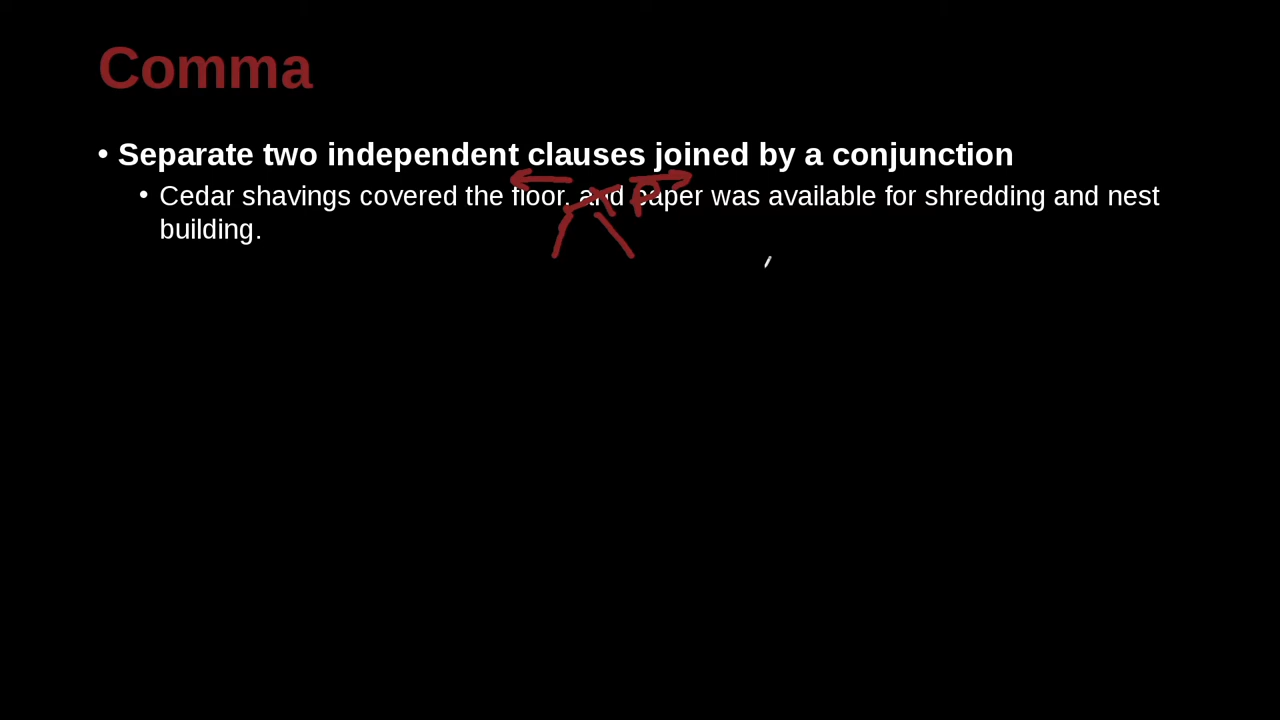 Comma
• Separate two independent clauses joined by a conjunction
• Cedar shavings covered the floor, and paper was available for shredding and nest
building.